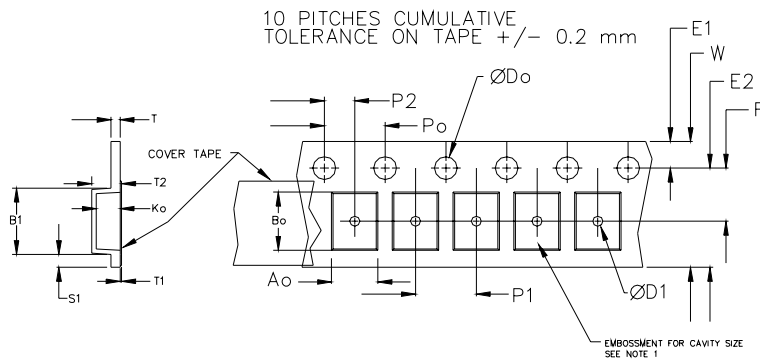 10 PITCHES CUMULATIVE
TOLERANCE ON TAPE +/- 0.2 mm
E1
W
ØDo
E2
P2
F
T
Po
COVER TAPE
T2
Ko
B1
Bo
T1
S1
Ao
P1
ØD1
EMBOSSMENT FOR CAVITY SIZE
SEE NOTE 1